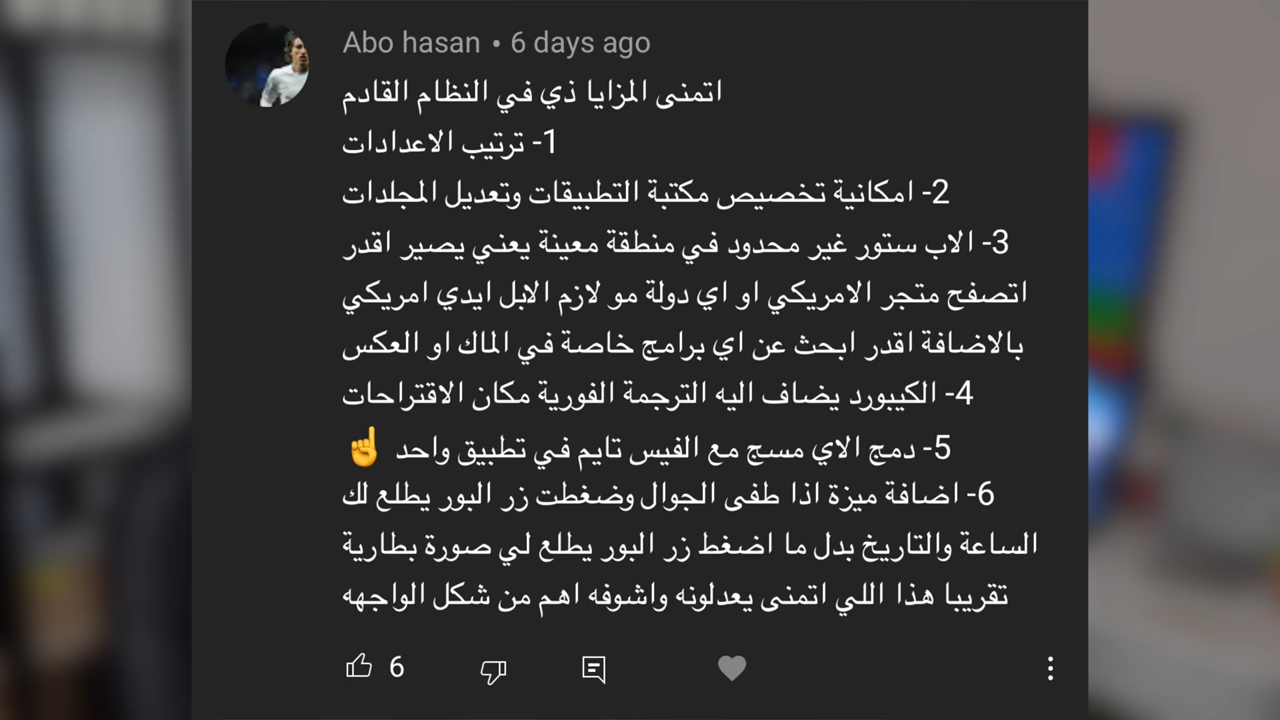 Abo hasan • 6 days ago
اتمنى المزايا ذي في النظام القادم
1- ترتيب الاعدادات
2- امكانية تخصيص مكتبة التطبيقات وتعديل المجلدات
3- الاب ستور غير محدود في منطقة معينة يعني يصير اقدر
اتصفح متجر الامريكي او اي دولة مو لازم الابل ايدي امريكي
بالاضافة اقدر ابحث عن اي برامج خاصة في الماك او العكس
4- الكيبورد يضاف اليه الترجمة الفورية مكان الاقتراحات
5- دمج الاي مسج مع الفيس تايم في تطبيق واحد ☝️
6- اضافة ميزة اذا طفى الجوال وضغطت زر البور يطلع لك
الساعة والتاريخ بدل ما اضغط زر البور يطلع لي صورة بطارية
تقريبا هذا اللي اتمنى يعدلونه واشوفه اهم من شكل الواجهه
6